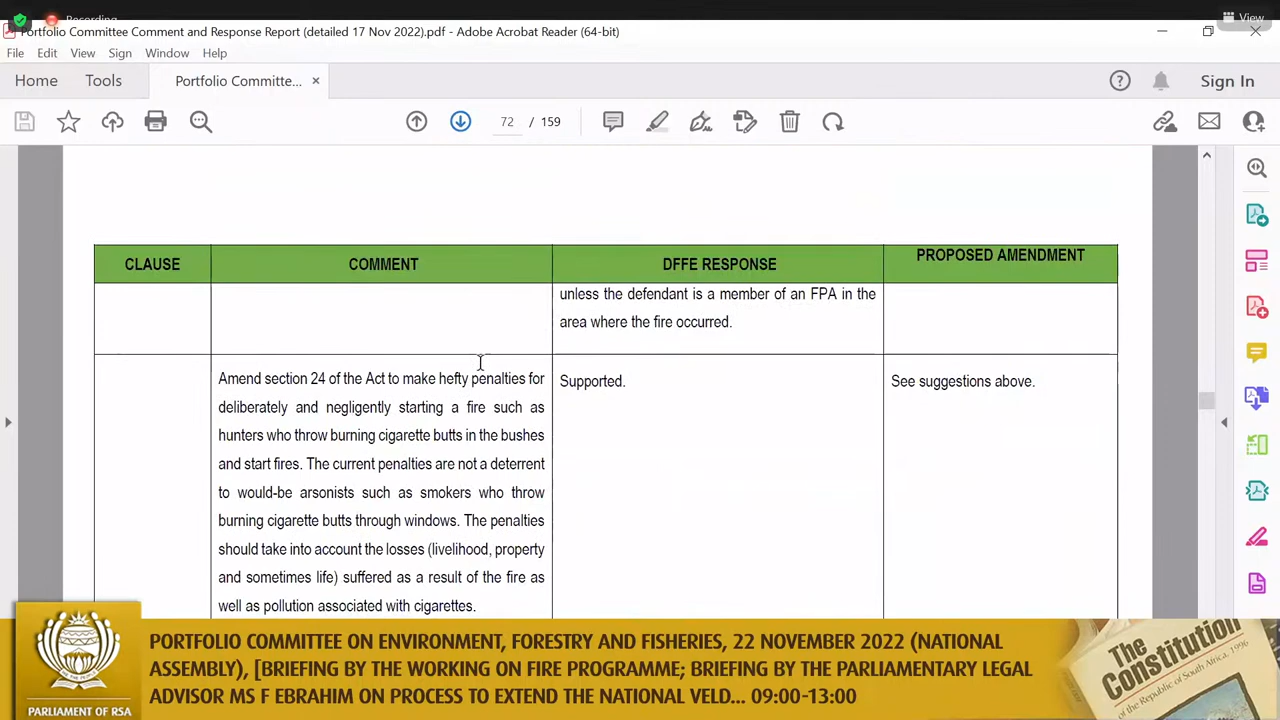 Recording
View
Portfolio Committee Comment and Response Report (detailed 17 Nov 2022).pdf - Adobe Acrobat Reader (64-bit)
File Edit View Sign Window Help
Home Tools Portfolio Committe... × Sign In
72 / 159
CLAUSE COMMENT DFFE RESPONSE PROPOSED AMENDMENT
unless the defendant is a member of an FPA in the
area where the fire occurred.
Amend section 24 of the Act to make hefty penalties for
deliberately and negligently starting a fire such as
hunters who throw burning cigarette butts in the bushes
and start fires. The current penalties are not a deterrent
to would-be arsonists such as smokers who throw
burning cigarette butts through windows. The penalties
should take into account the losses (livelihood, property
and sometimes life) suffered as a result of the fire as
well as pollution associated with cigarettes.
Supported.
See suggestions above.
PARLIAMENT OF RSA
PORTFOLIO COMMITTEE ON ENVIRONMENT, FORESTRY AND FISHERIES, 22 NOVEMBER 2022 (NATIONAL
ASSEMBLY), [BRIEFING BY THE WORKING ON FIRE PROGRAMME; BRIEFING BY THE PARLIAMENTARY LEGAL
ADVISOR MS F EBRAHIM ON PROCESS TO EXTEND THE NATIONAL VELD... 09:00-13:00
The
Constitution
of the Republic of South Africa, 1996